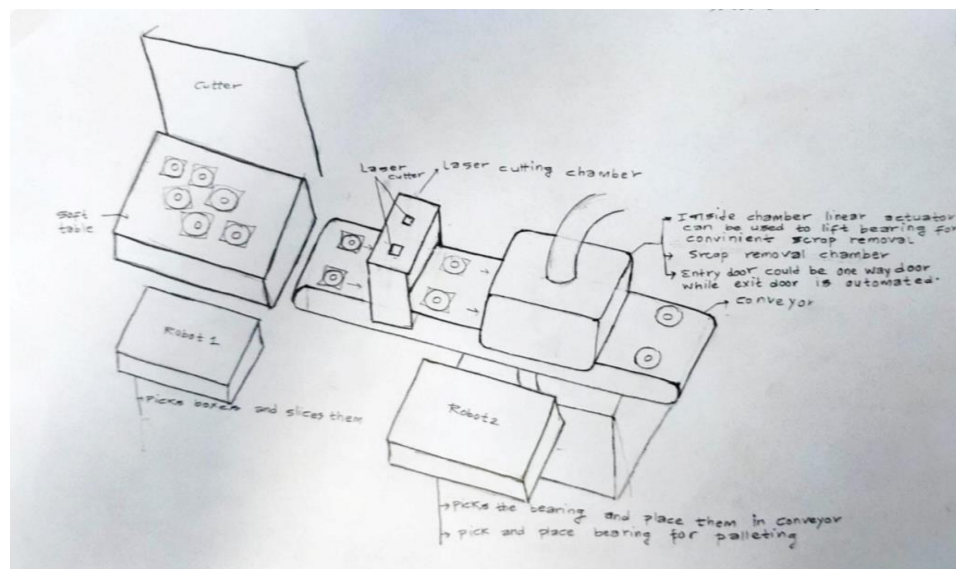 Cutter
Laser
cutter
Laser cutting chamber
Soft
table
Inside chamber linear actuator
can be used to lift bearing for
convinient scrap removal
Srcap removal chamber
Entry door could be one way door
while exit door is automated.
Conveyor
Robot 1
Picks boxes and slices them
Robot2
Picks the bearing and place them in conveyor
pick and place bearing for palleting